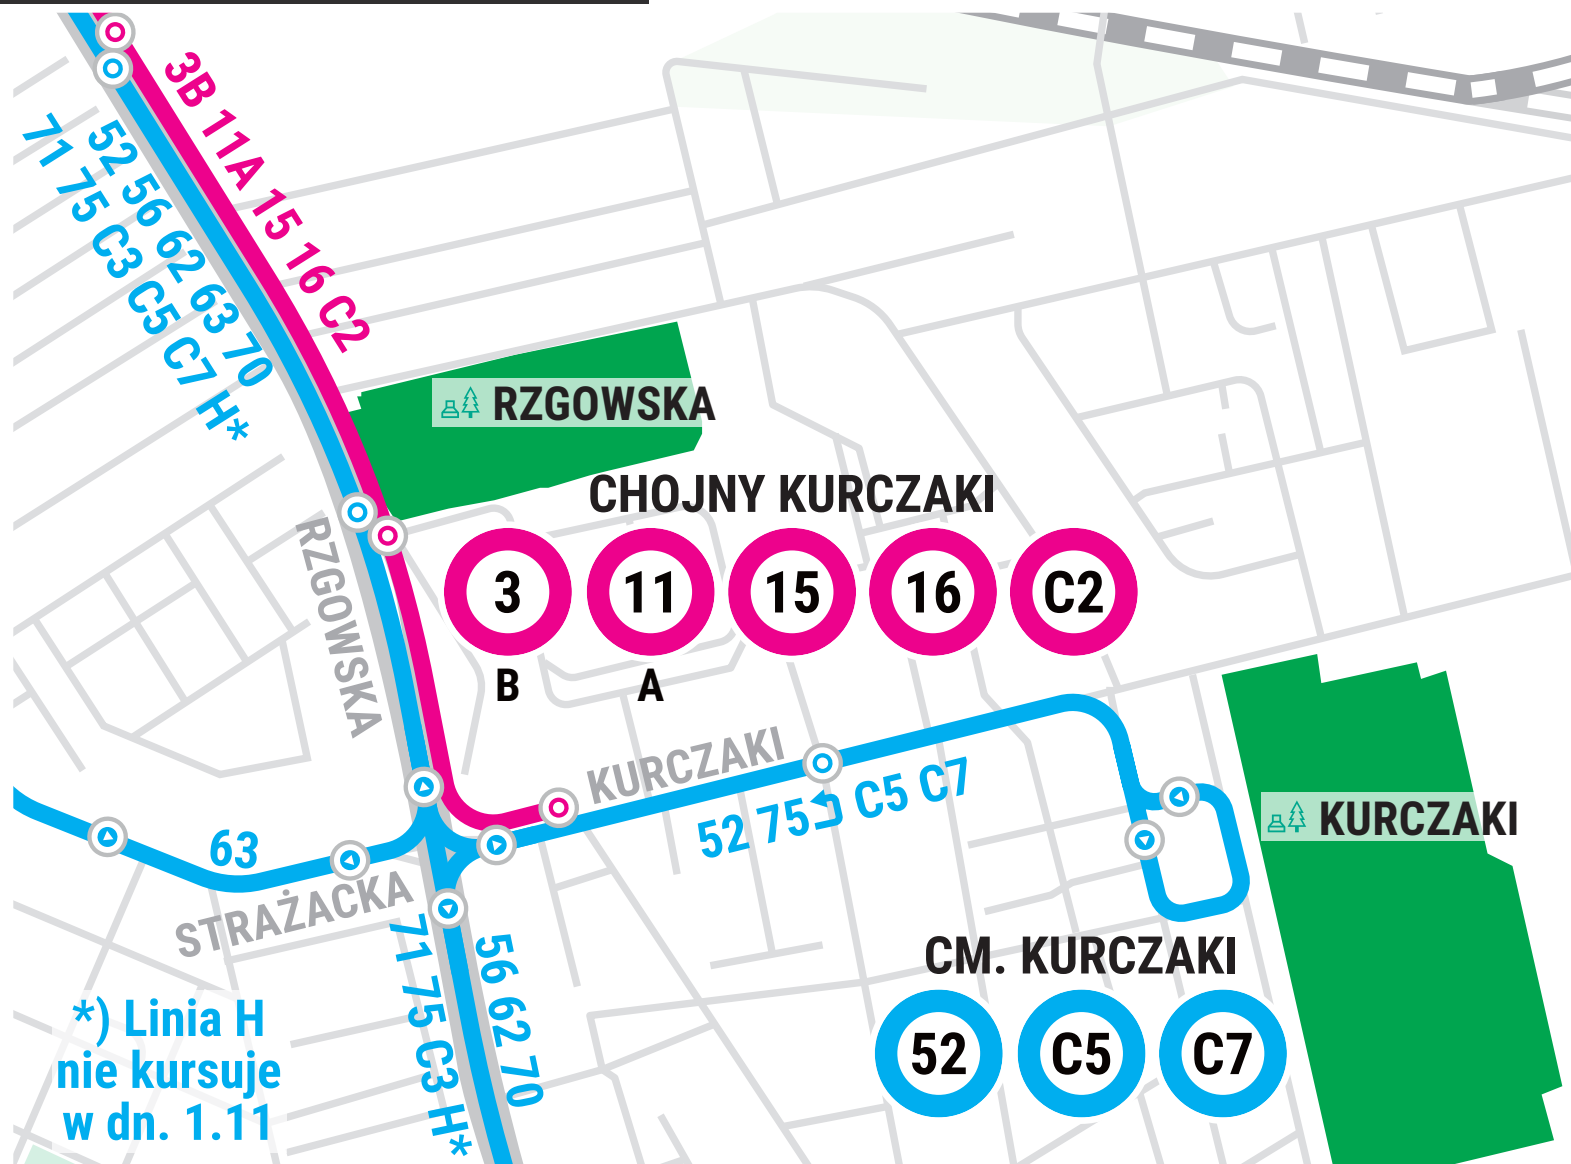 3B 11A 15 16 C2
52 56 62 63 70
71 75 C3 C5 C7 H*
RZGOWSKA
CHOJNY KURCZAKI
3 11 15 16 C2
B A
RZGOWSKA
KURCZAKI
52 75 C5 C7
KURCZAKI
63
STRAŻACKA
56 62 70
71 75 C3 H*
CM. KURCZAKI
52 C5 C7
*) Linia H
nie kursuje
w dn. 1.11